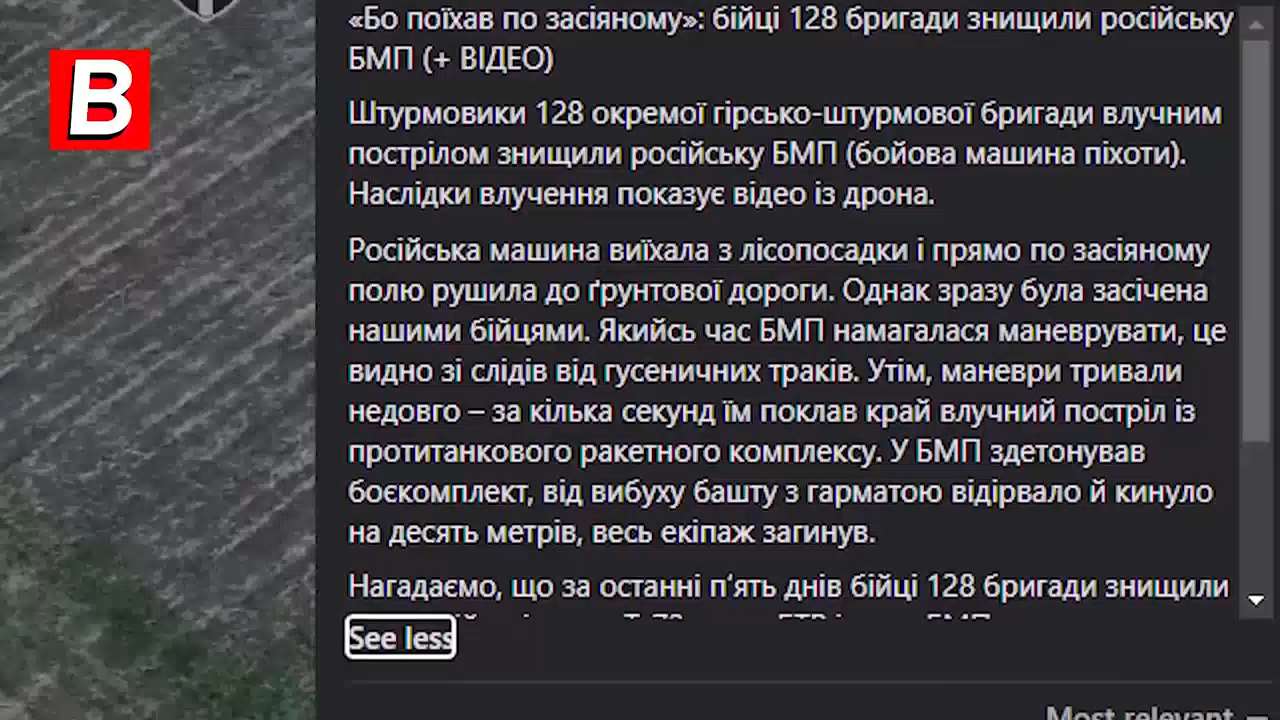 B
«Бо поїхав по засіяному»: бійці 128 бригади знищили російську
БМП (+ ВІДЕО)
Штурмовики 128 окремої гірсько-штурмової бригади влучним
пострілом знищили російську БМП (бойова машина піхоти).
Наслідки влучення показує відео із дрона.
Російська машина виїхала з лісопосадки і прямо по засіяному
полю рушила до ґрунтової дороги. Однак зразу була засічена
нашими бійцями. Якийсь час БМП намагалася маневрувати, це
видно зі слідів від гусеничних траків. Утім, маневри тривали
недовго – за кілька секунд їм поклав край влучний постріл із
протитанкового ракетного комплексу. У БМП здетонував
боєкомплект, від вибуху башту з гарматою відірвало й кинуло
на десять метрів, весь екіпаж загинув.
Нагадаємо, що за останні п‘ять днів бійці 128 бригади знищили
See less
Most relevant